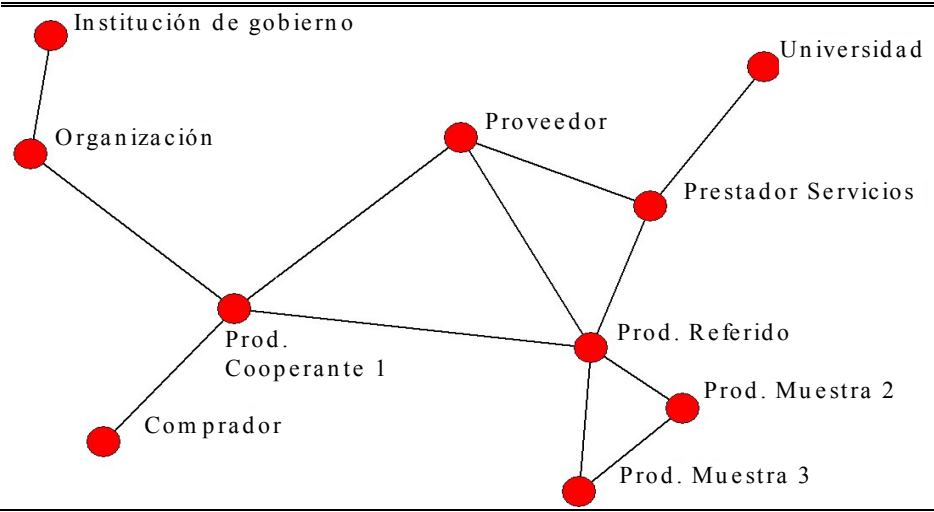 Institución de gobierno
Universidad
Proveedor
Organización
Prestador Servicios
Prod. Referido
Prod.
Cooperante 1
Prod. Muestra 2
Comprador
Prod. Muestra 3